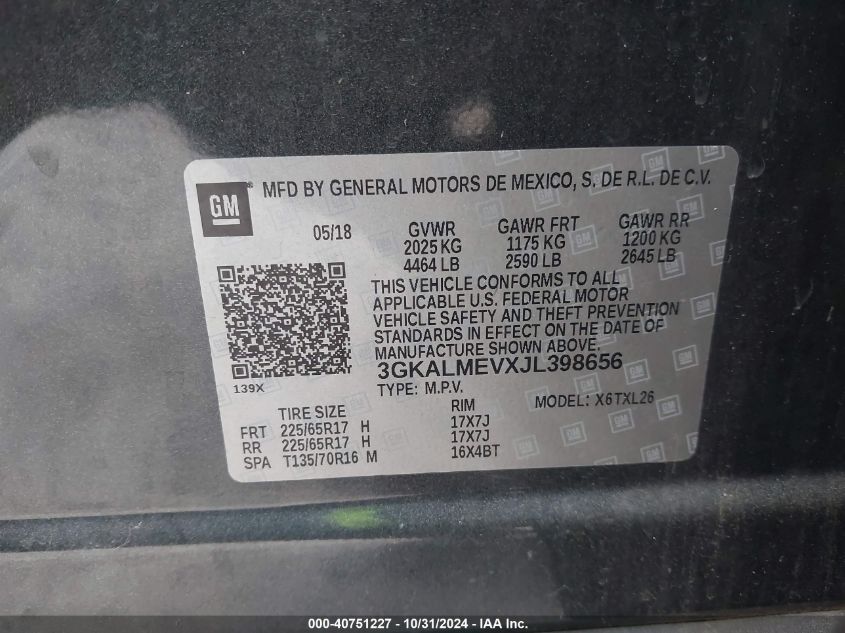 GM
MFD BY GENERAL MOTORS DE MEXICO, S. DE R.L. DE C.V.
05/18 GVWR GAWR FRT GAWR RR
2025 KG 1175 KG 1200 KG
4464 LB 2590 LB 2645 LB
THIS VEHICLE CONFORMS TO ALL
APPLICABLE U.S. FEDERAL MOTOR
VEHICLE SAFETY AND THEFT PREVENTION
STANDARDS IN EFFECT ON THE DATE OF
MANUFACTURE SHOWN ABOVE.
139X
3GKALMEVXJL398656
TYPE: M.P.V. MODEL: X6TXL26
TIRE SIZE RIM
FRT 225/65R17 H 17X7J
RR 225/65R17 H 17X7J
SPA T135/70R16 M 16X4BT
000-40751227 - 10/31/2024 - IAA Inc.